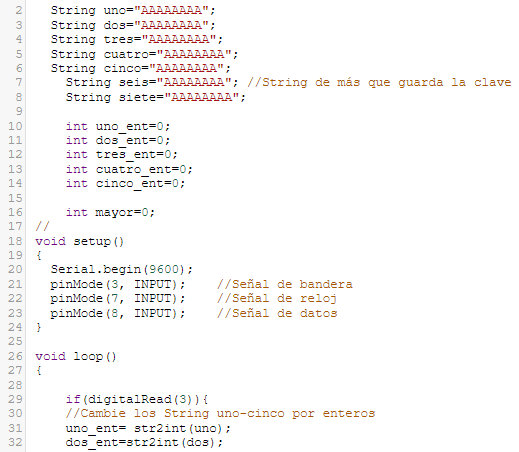 2 String uno="AAAAAAAA";
3 String dos="AAAAAAAA";
4 String tres="AAAAAAAA";
5 String cuatro="AAAAAAAA";
6 String cinco="AAAAAAAA";
7 String seis="AAAAAAAA"; //String de más que guarda la clave
8 String siete="AAAAAAAA";
9
10 int uno_ent=0;
11 int dos_ent=0;
12 int tres_ent=0;
13 int cuatro_ent=0;
14 int cinco_ent=0;
15
16 int mayor=0;
17 //
18 void setup()
19 {
20 Serial.begin(9600);
21 pinMode(3, INPUT); //Señal de bandera
22 pinMode(7, INPUT); //Señal de reloj
23 pinMode(8, INPUT); //Señal de datos
24 }
25
26 void loop()
27 {
28
29 if(digitalRead(3)){
30 //Cambie los String uno-cinco por enteros
31 uno_ent= str2int(uno);
32 dos_ent=str2int(dos);